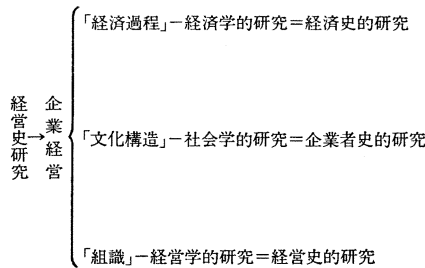 経営史研究→企業経営
「経済過程」－経済学的研究＝経済史的研究
「文化構造」－社会学的研究＝企業者史的研究
「組識」－経営学的研究＝経営史的研究